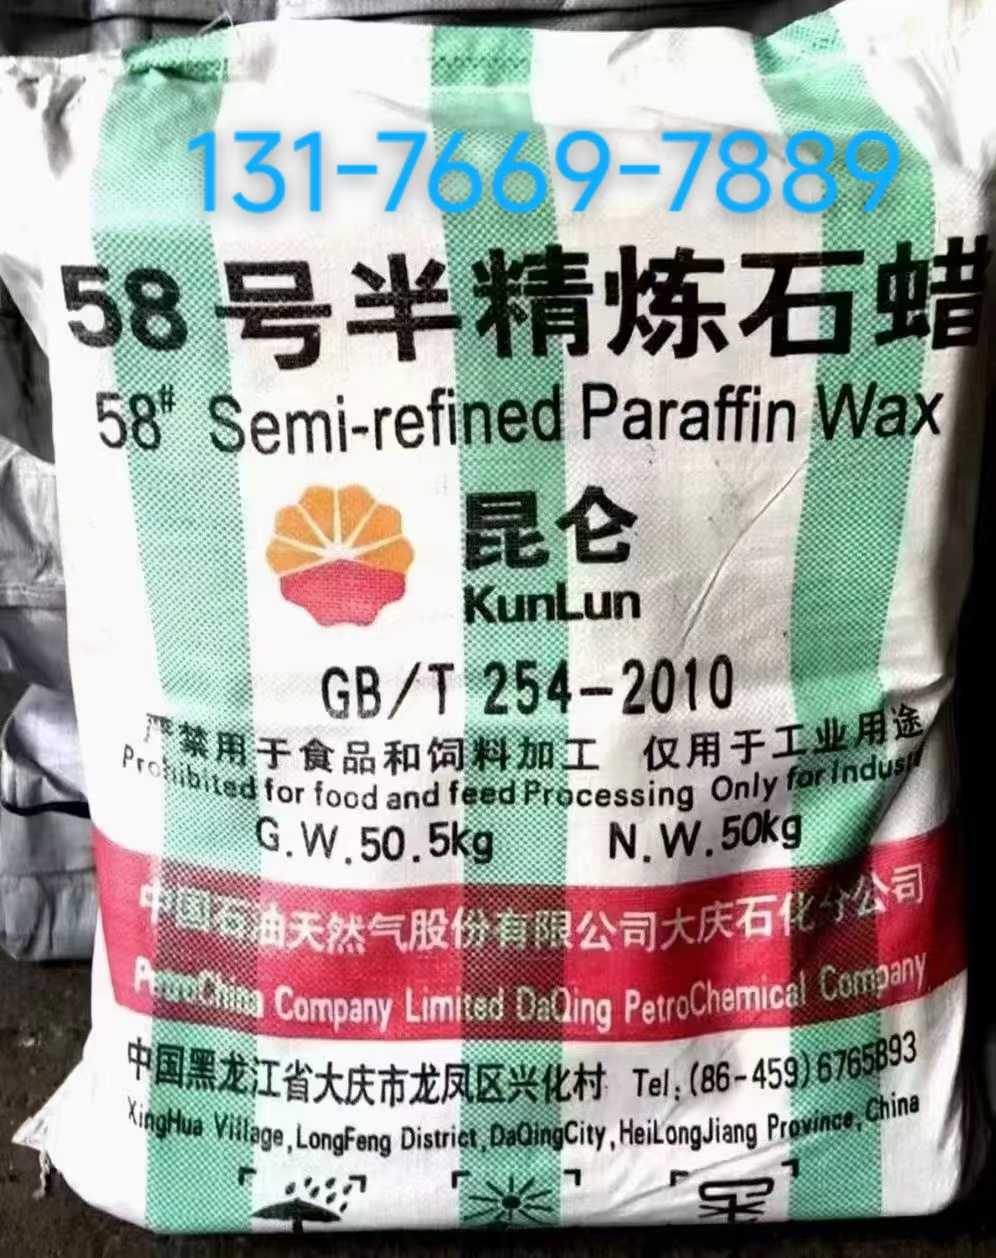 131-7669-7889
58号半精炼石蜡
58# Semi-refined Paraffin Wax
昆仑
KunLun
GB/T 254-2010
严禁用于食品和饲料加工 仅用于工业用途
Prohibited for food and feed Processing Only for Indust
G.W.50.5kg N.W.50kg
中国石油天然气股份有限公司大庆石化分公司
PetroChina Company Limited DaQing PetroChemical Company
中国黑龙江省大庆市龙凤区兴化村 Tel:(86-459)6765893
XingHua Village,LongFeng District,DaQingCity,HeiLongJiang Province,China